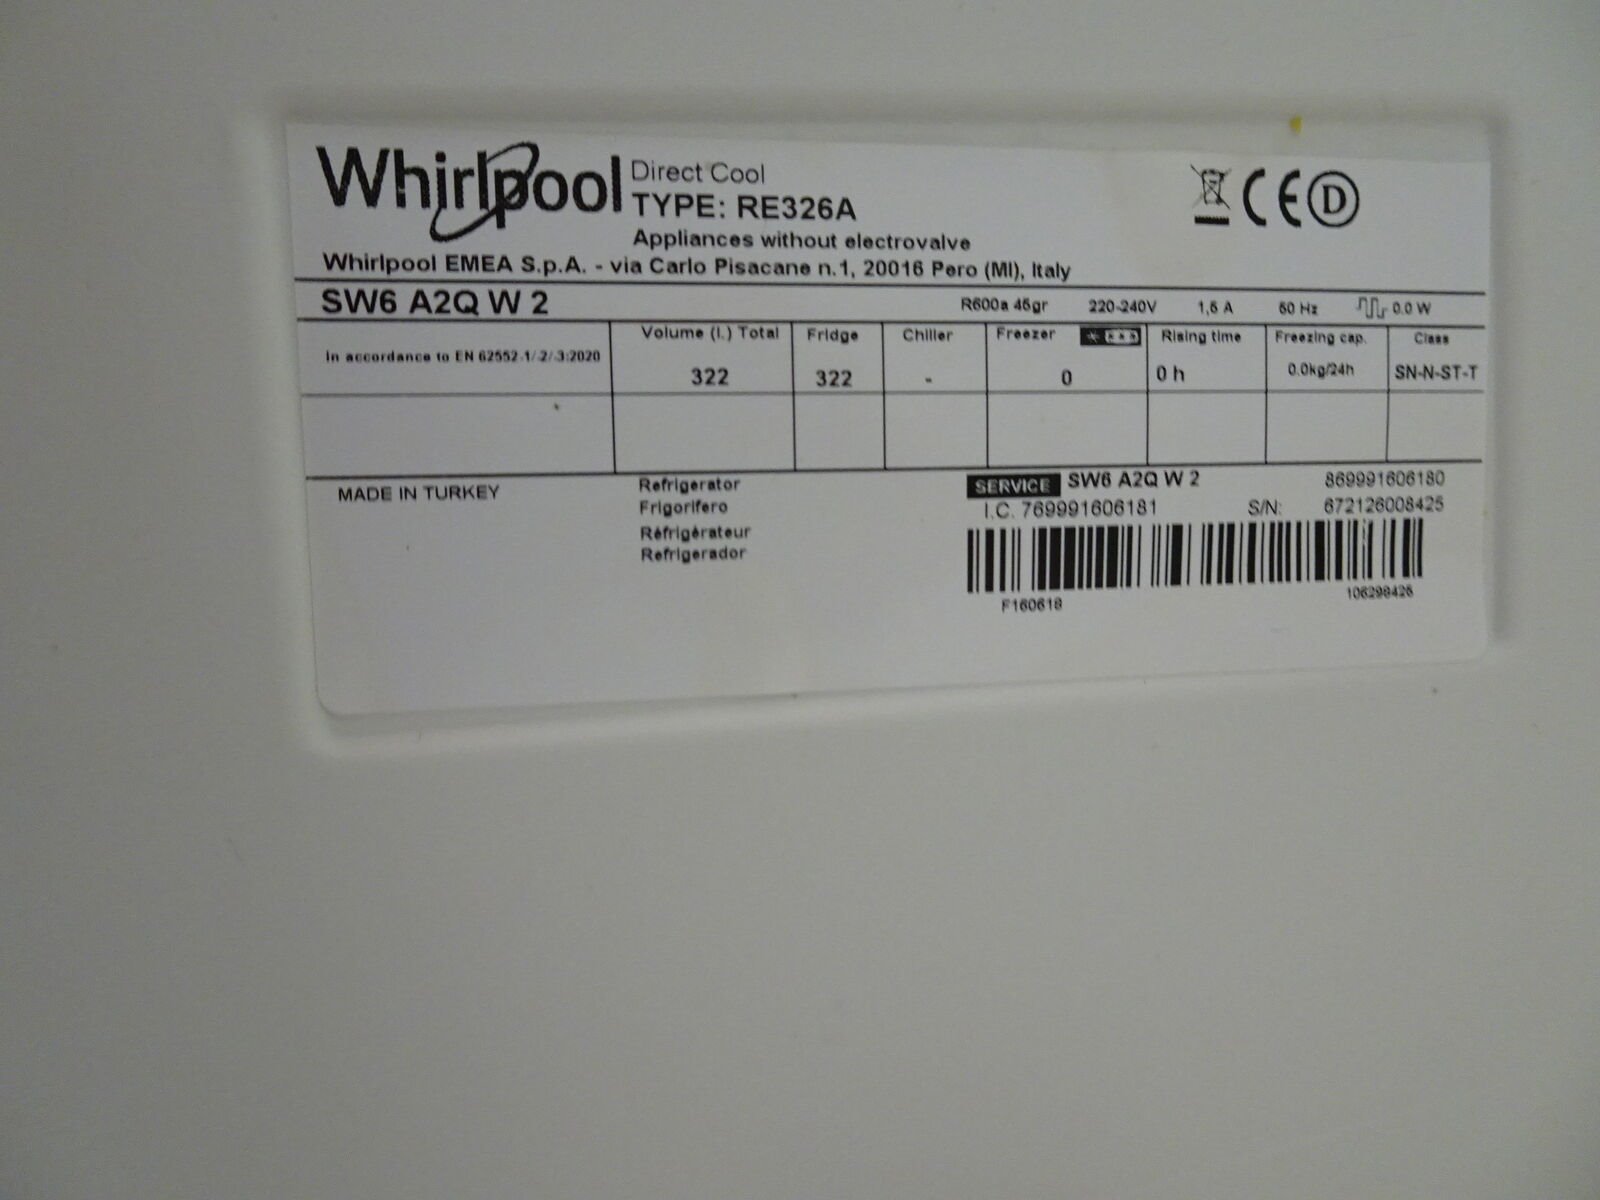 Whirlpool
Direct Cool
TYPE: RE326A
Appliances without electrovalve
Whirlpool EMEA S.p.A. - via Carlo Pisacane n.1, 20016 Pero (MI), Italy
CE D
SW6 A2Q W 2 R600a 45gr 220-240V 1,5 A 50 Hz 0.0 W
In accordance to EN 62552-1/-2/-3:2020
Volume (l.) Total Fridge Chiller Freezer Rising time Freezing cap. Class
322 322 - 0 0 h 0.0kg/24h SN-N-ST-T
MADE IN TURKEY
Refrigerator
Frigorifero
Réfrigérateur
Refrigerador
SERVICE SW6 A2Q W 2 869991606180
I.C. 769991606181 S/N: 672126008425
F160618 106298426